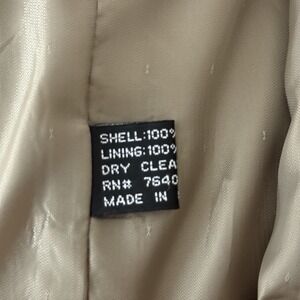 SHELL:100%
LINING:100%
DRY CLEA
RN# 7640
MADE IN